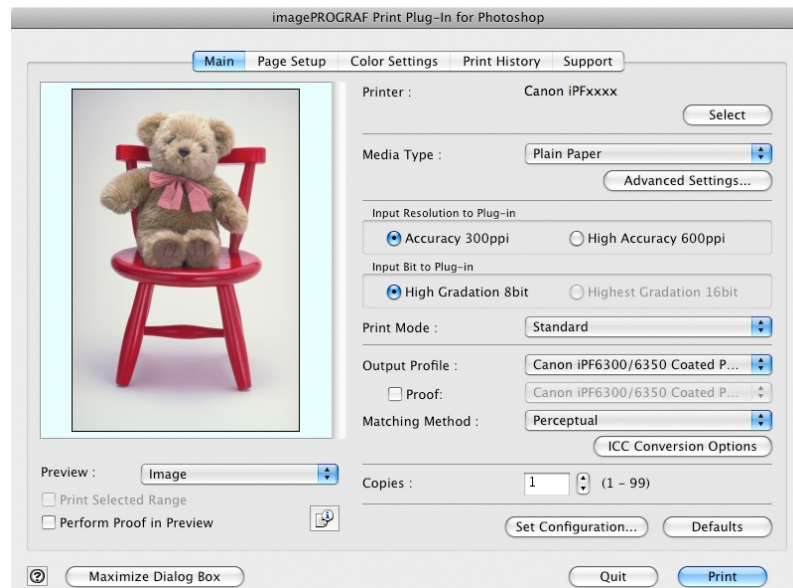 imagePROGRAF Print Plug-In for Photoshop
Main Page Setup Color Settings Print History Support
Printer : Canon iPFxxxx
Select
Media Type : Plain Paper
Advanced Settings...
Input Resolution to Plug-in
Accuracy 300ppi High Accuracy 600ppi
Input Bit to Plug-in
High Gradation 8bit Highest Gradation 16bit
Print Mode : Standard
Output Profile : Canon iPF6300/6350 Coated P...
Proof: Canon iPF6300/6350 Coated P...
Matching Method : Perceptual
ICC Conversion Options
Preview : Image
Print Selected Range
Perform Proof in Preview
Copies : 1 (1 - 99)
Set Configuration... Defaults
? Maximize Dialog Box Quit Print